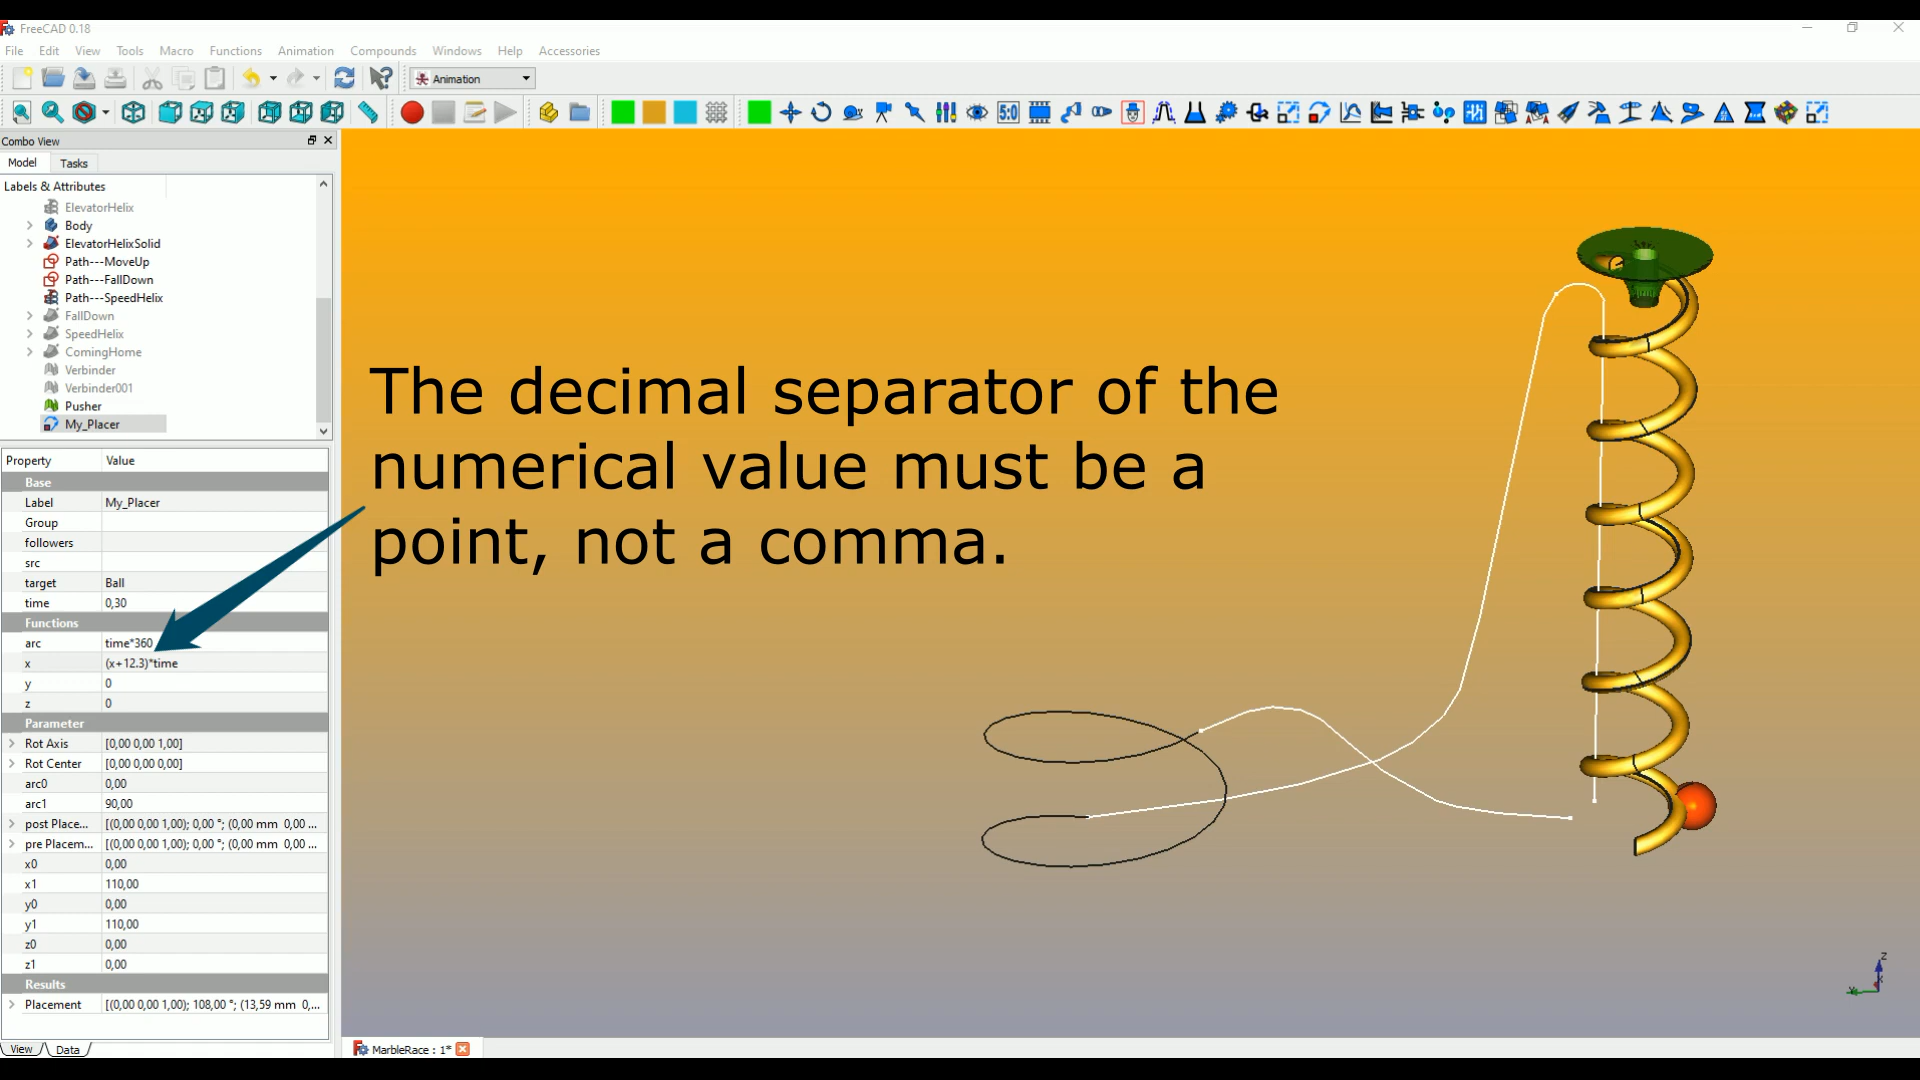 FreeCAD 0.18
File Edit View Tools Macro Functions Animation Compounds Windows Help Accessories
Animation
5:0
Combo View
Model Tasks
Labels & Attributes
ElevatorHelix
Body
ElevatorHelixSolid
Path---MoveUp
Path---FallDown
Path---SpeedHelix
FallDown
SpeedHelix
ComingHome
Verbinder
Verbinder001
Pusher
My_Placer
Property Value
Base
Label My_Placer
Group
followers
src
target Ball
time 0,30
Functions
arc time*360
x (x+12.3)*time
y 0
z 0
Parameter
Rot Axis [0,00 0,00 1,00]
Rot Center [0,00 0,00 0,00]
arc0 0,00
arc1 90,00
post Place... [(0,00 0,00 1,00); 0,00 °; (0,00 mm 0,00 ...
pre Placem... [(0,00 0,00 1,00); 0,00 °; (0,00 mm 0,00 ...
x0 0,00
x1 110,00
y0 0,00
y1 110,00
z0 0,00
z1 0,00
Results
Placement [(0,00 0,00 1,00); 108,00 °; (13,59 mm 0,...
View Data
The decimal separator of the
numerical value must be a
point, not a comma.
MarbleRace : 1*
Z